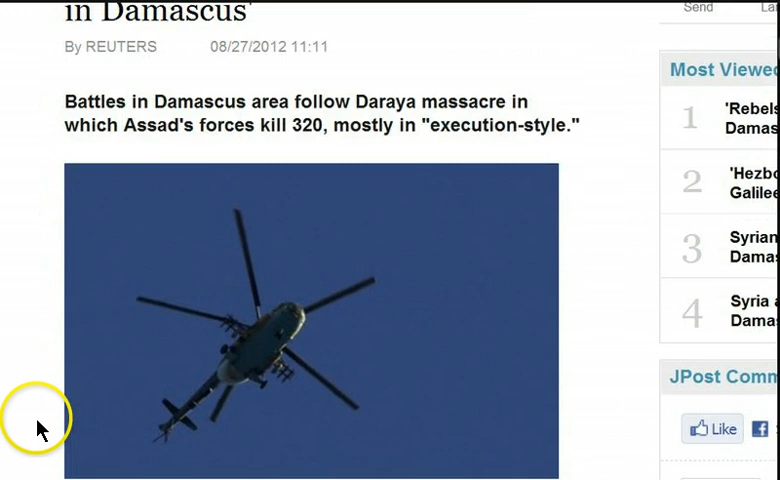 in Damascus'
Send
By REUTERS 08/27/2012 11:11
Battles in Damascus area follow Daraya massacre in
which Assad's forces kill 320, mostly in "execution-style."
Most Viewed
1
'Rebels
Damas
2
'Hezbo
Galilee
3
Syrian
Damas
4
Syria a
Damas
JPost Comm
Like